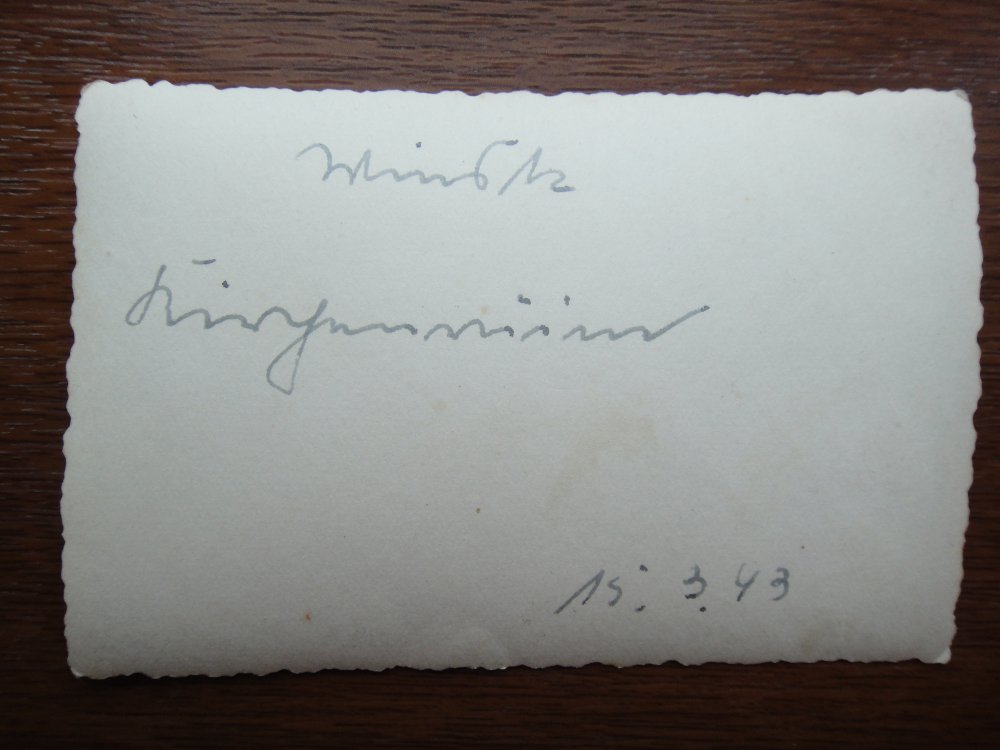 Minsk
Kirchenruine
15. 3. 43